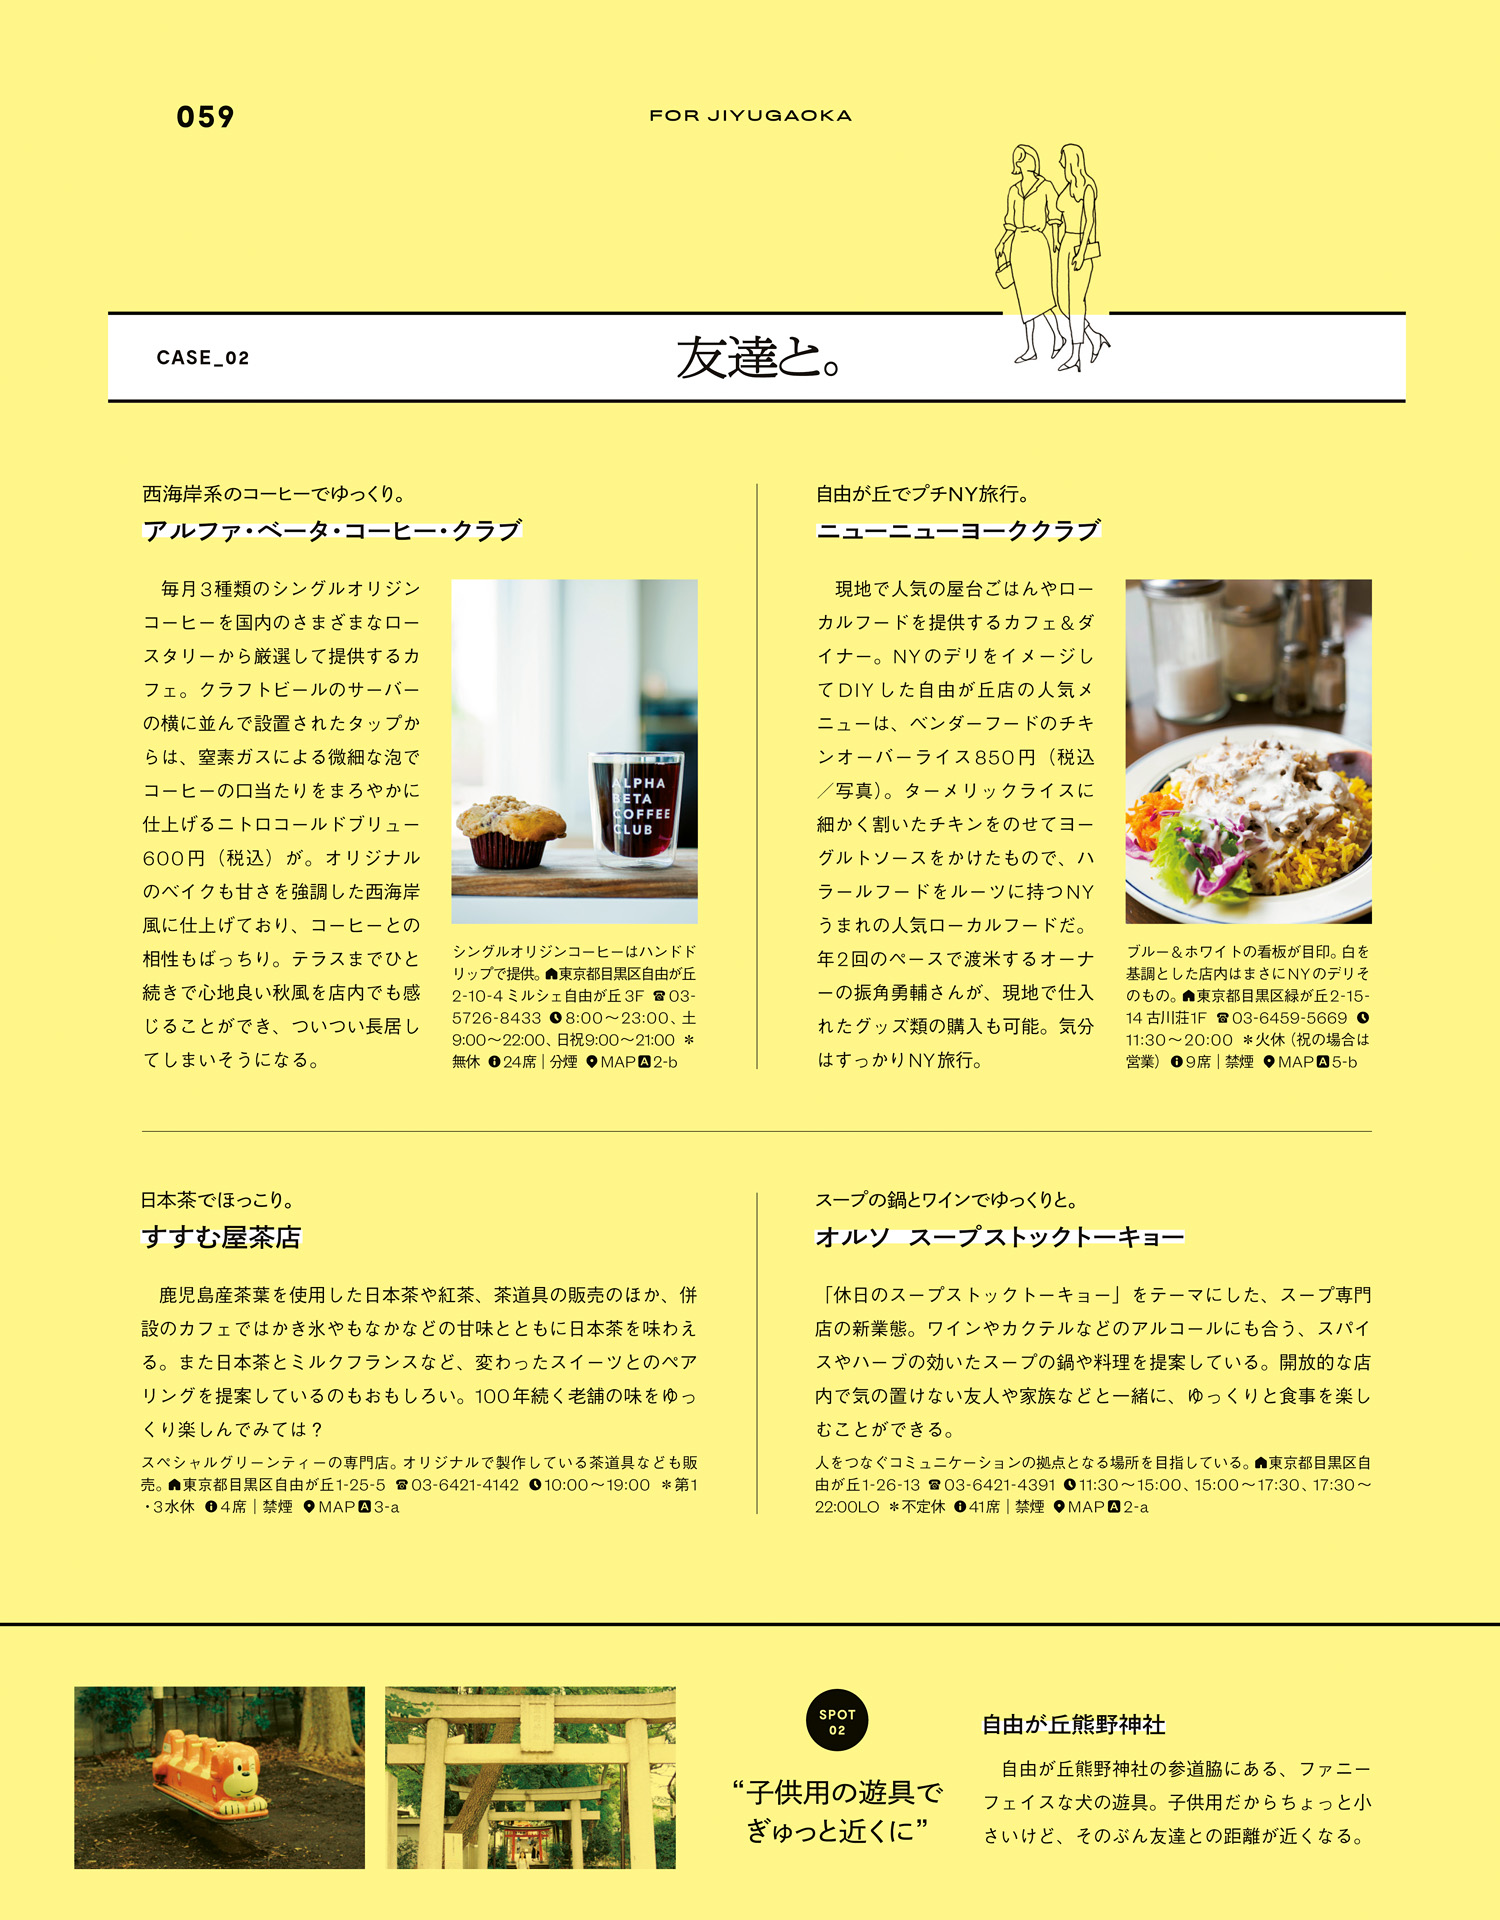 059
FOR JIYUGAOKA
CASE_02
友達と。
西海岸系のコーヒーでゆっくり。
アルファ・ベータ・コーヒー・クラブ
毎月3種類のシングルオリジン
コーヒーを国内のさまざまなロー
スタリーから厳選して提供するカ
フェ。クラフトビールのサーバー
の横に並んで設置されたタップか
らは、窒素ガスによる微細な泡で
コーヒーの口当たりをまろやかに
仕上げるニトロコールドブリュー
600円（税込）が。オリジナル
のベイクも甘さを強調した西海岸
風に仕上げており、コーヒーとの
相性もばっちり。テラスまでひと
続きで心地良い秋風を店内でも感
じることができ、ついつい長居し
てしまいそうになる。
ALPHA
BETA
COFFEE
CLUB
シングルオリジンコーヒーはハンドド
リップで提供。東京都目黒区自由が丘
2-10-4 ミルシェ自由が丘3F ☎03-
5726-8433 8:00〜23:00、土
9:00〜22:00、日祝9:00〜21:00 ＊
無休 24席｜分煙 MAP A 2-b
自由が丘でプチNY旅行。
ニューニューヨーククラブ
現地で人気の屋台ごはんやロー
カルフードを提供するカフェ＆ダ
イナー。NYのデリをイメージし
てDIYした自由が丘店の人気メ
ニューは、ベンダーフードのチキ
ンオーバーライス850円（税込
／写真）。ターメリックライスに
細かく割いたチキンをのせてヨー
グルトソースをかけたもので、ハ
ラールフードをルーツに持つNY
うまれの人気ローカルフードだ。
年2回のペースで渡米するオーナ
ーの振角勇輔さんが、現地で仕入
れたグッズ類の購入も可能。気分
はすっかりNY旅行。
ブルー＆ホワイトの看板が目印。白を
基調とした店内はまさにNYのデリそ
のもの。東京都目黒区緑が丘2-15-
14 古川荘1F ☎03-6459-5669
11:30〜20:00 ＊火休（祝の場合は
営業） 9席｜禁煙 MAP A 5-b
日本茶でほっこり。
すすむ屋茶店
鹿児島産茶葉を使用した日本茶や紅茶、茶道具の販売のほか、併
設のカフェではかき氷やもなかなどの甘味とともに日本茶を味わえ
る。また日本茶とミルクフランスなど、変わったスイーツとのペア
リングを提案しているのもおもしろい。100年続く老舗の味をゆっ
くり楽しんでみては？
スペシャルグリーンティーの専門店。オリジナルで製作している茶道具なども販
売。東京都目黒区自由が丘1-25-5 ☎03-6421-4142 10:00〜19:00 ＊第1
・3水休 4席｜禁煙 MAP A 3-a
スープの鍋とワインでゆっくりと。
オルソ スープストックトーキョー
「休日のスープストックトーキョー」をテーマにした、スープ専門
店の新業態。ワインやカクテルなどのアルコールにも合う、スパイ
スやハーブの効いたスープの鍋や料理を提案している。開放的な店
内で気の置けない友人や家族などと一緒に、ゆっくりと食事を楽し
むことができる。
人をつなぐコミュニケーションの拠点となる場所を目指している。東京都目黒区自
由が丘1-26-13 ☎03-6421-4391 11:30〜15:00、15:00〜17:30、17:30〜
22:00LO ＊不定休 41席｜禁煙 MAP A 2-a
SPOT
02
“子供用の遊具で
ぎゅっと近くに”
自由が丘熊野神社
自由が丘熊野神社の参道脇にある、ファニー
フェイスな犬の遊具。子供用だからちょっと小
さいけど、そのぶん友達との距離が近くなる。